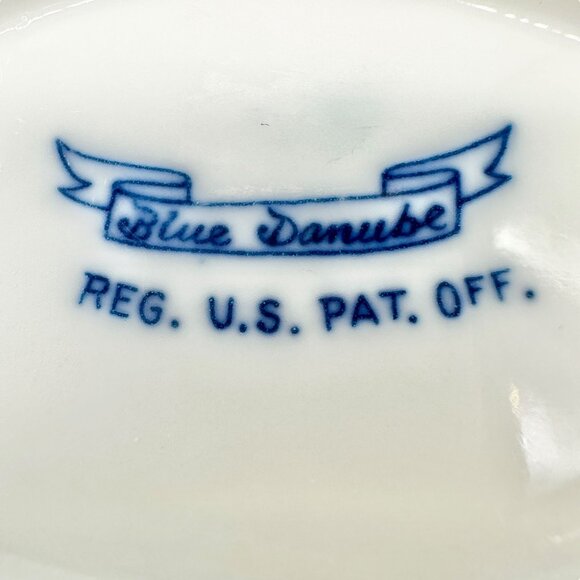 Blue Danube
REG. U.S. PAT. OFF.